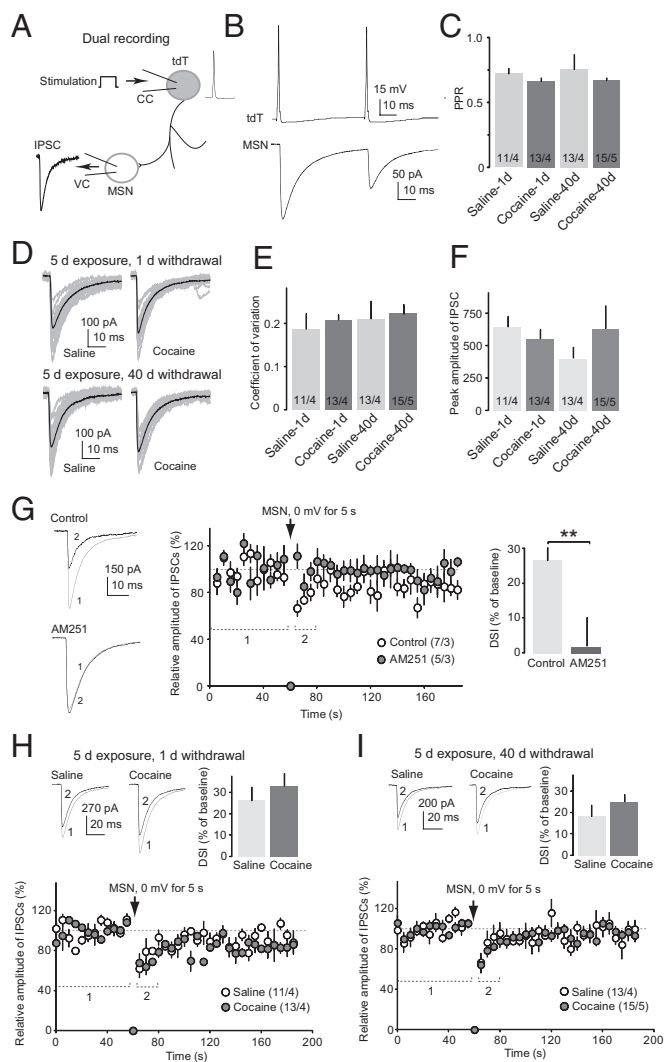 A
Dual recording
tdT
Stimulation
CC
IPSC
VC
MSN
B
15 mV
10 ms
tdT
MSN
50 pA
10 ms
C
PPR
1.0
0.5
0
11/4
13/4
13/4
15/5
Saline-1d
Cocaine-1d
Saline-40d
Cocaine-40d
D
5 d exposure, 1 d withdrawal
100 pA
10 ms
Saline
Cocaine
5 d exposure, 40 d withdrawal
100 pA
10 ms
Saline
Cocaine
E
Coefficient of variation
0.2
0.1
0
11/4
13/4
13/4
15/5
Saline-1d
Cocaine-1d
Saline-40d
Cocaine-40d
F
Peak amplitude of IPSC
750
500
250
0
11/4
13/4
13/4
15/5
Saline-1d
Cocaine-1d
Saline-40d
Cocaine-40d
G
Control
2
150 pA
10 ms
1
AM251
1
2
MSN, 0 mV for 5 s
Relative amplitude of IPSCs (%)
120
80
40
0
1
2
Control (7/3)
AM251 (5/3)
0 40 80 120 160
Time (s)
**
DSI (% of baseline)
30
20
10
0
Control AM251
H
5 d exposure, 1 d withdrawal
Saline
Cocaine
2
2
270 pA
20 ms
1
1
DSI (% of baseline)
30
20
10
0
Saline Cocaine
MSN, 0 mV for 5 s
Relative amplitude of IPSCs (%)
120
80
40
0
1
2
Saline (11/4)
Cocaine (13/4)
0 40 80 120 160 200
Time (s)
I
5 d exposure, 40 d withdrawal
Saline
Cocaine
2
2
200 pA
20 ms
1
1
DSI (% of baseline)
30
20
10
0
Saline Cocaine
MSN, 0 mV for 5 s
Relative amplitude of IPSCs (%)
120
80
40
0
1
2
Saline (13/4)
Cocaine (15/5)
0 40 80 120 160 200
Time (s)